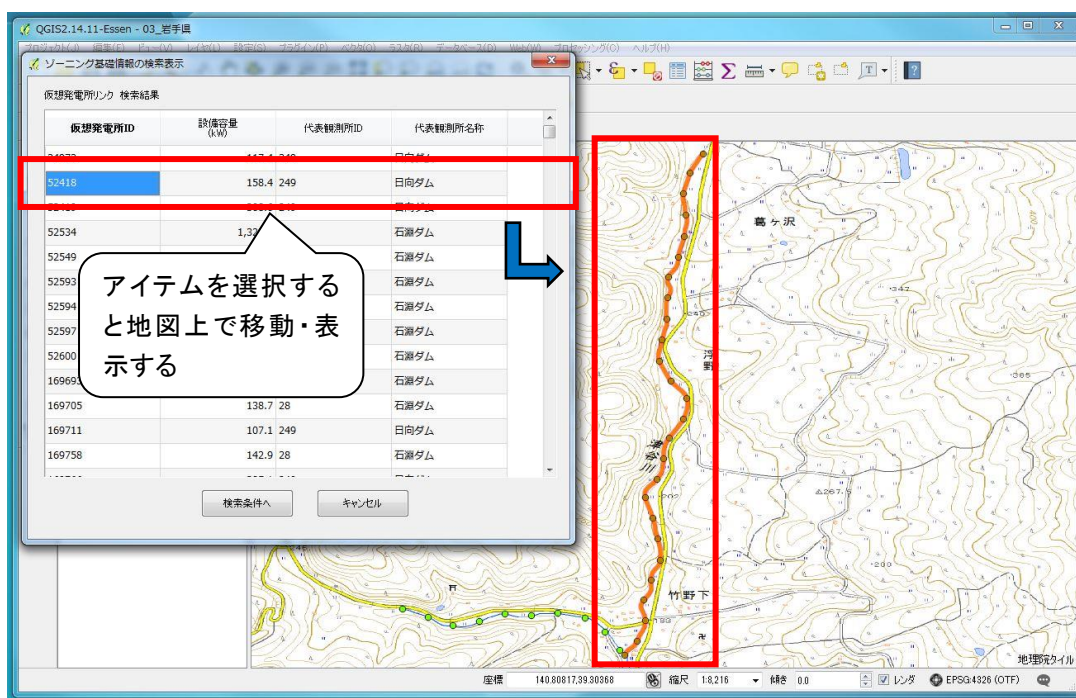 QGIS2.14.11-Essen - 03_岩手県
ソーニング基礎情報の検索表示
仮想発電所リンク 検索結果
仮想発電所ID 設備容量(kW) 代表観測所ID 代表観測所名称
52418 158.4 249 日向ダム
52534 石淵ダム
52549 石淵ダム
52593 石淵ダム
52594 石淵ダム
52597 石淵ダム
52600 石淵ダム
石淵ダム
169705 138.7 28 石淵ダム
169711 107.1 249 日向ダム
169758 142.9 28 石淵ダム
検索条件へ キャンセル
アイテムを選択する
と地図上で移動・表
示する
葛ヶ沢
竹野下
地理院タイル
座標 140.80817,39.30368 縮尺 1:8,216 傾き 0.0 レンダ EPSG:4326 (OTF)